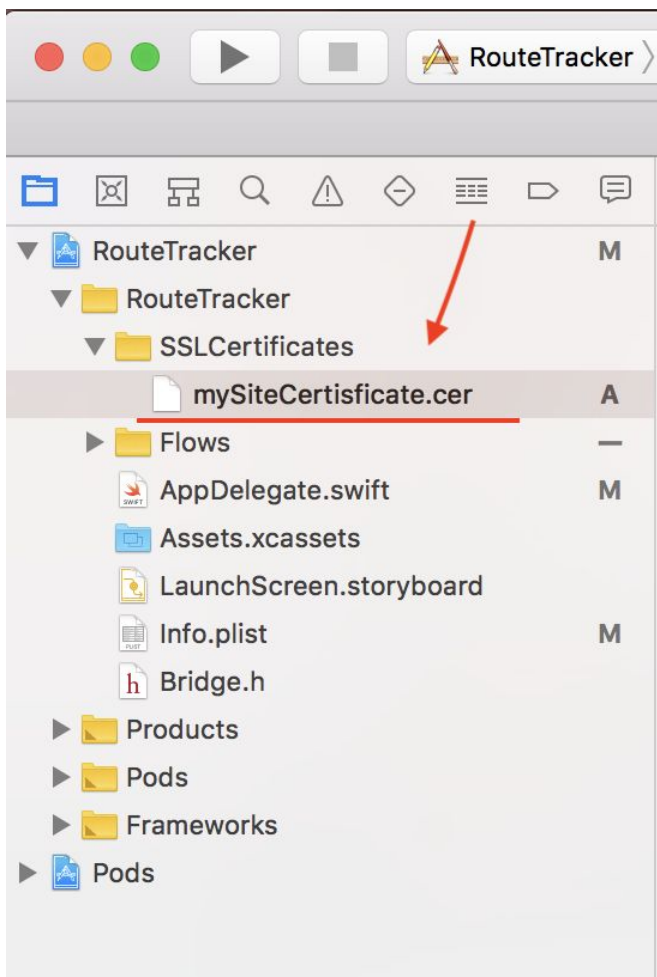 RouteTracker
RouteTracker M
RouteTracker
SSLCertificates
mySiteCertisficate.cer A
Flows –
AppDelegate.swift M
Assets.xcassets
LaunchScreen.storyboard
Info.plist M
Bridge.h
Products
Pods
Frameworks
Pods